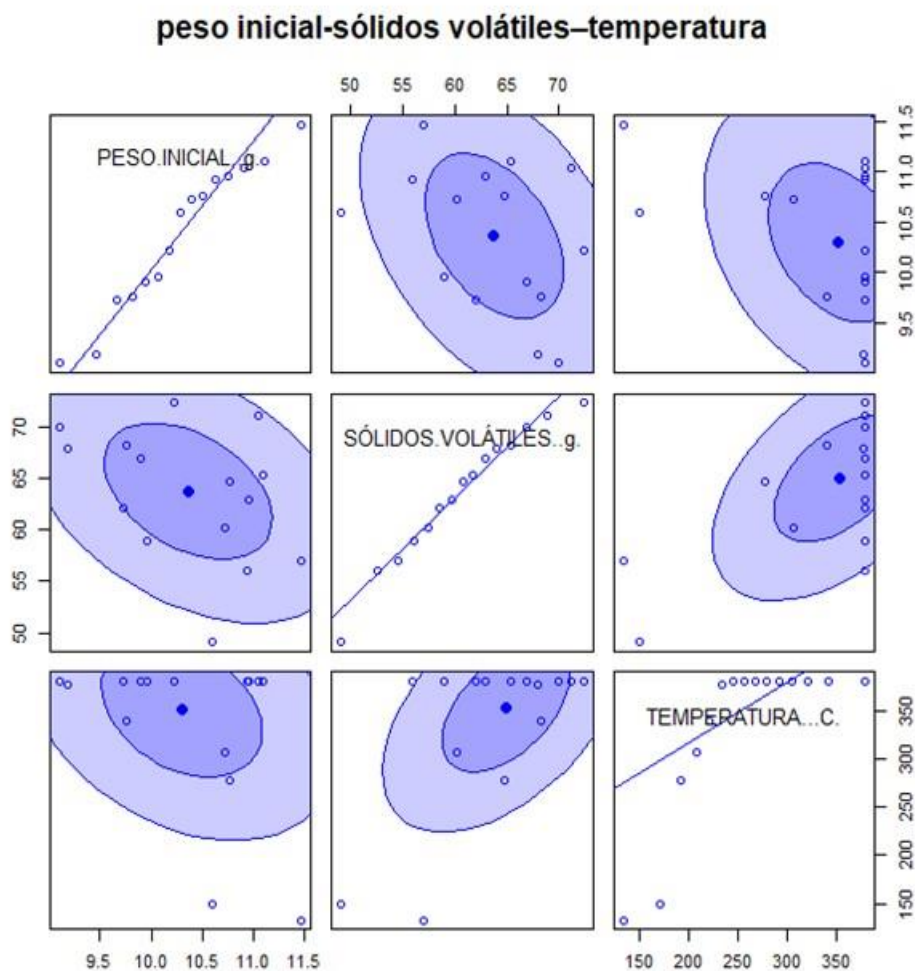 peso inicial-sólidos volátiles–temperatura
50 55 60 65 70
PESO.INICIAL..g.
9.5 10.0 10.5 11.0 11.5
50 55 60 65 70
SÓLIDOS.VOLÁTILES..g.
TEMPERATURA...C.
150 200 250 300 350
9.5 10.0 10.5 11.0 11.5
150 200 250 300 350